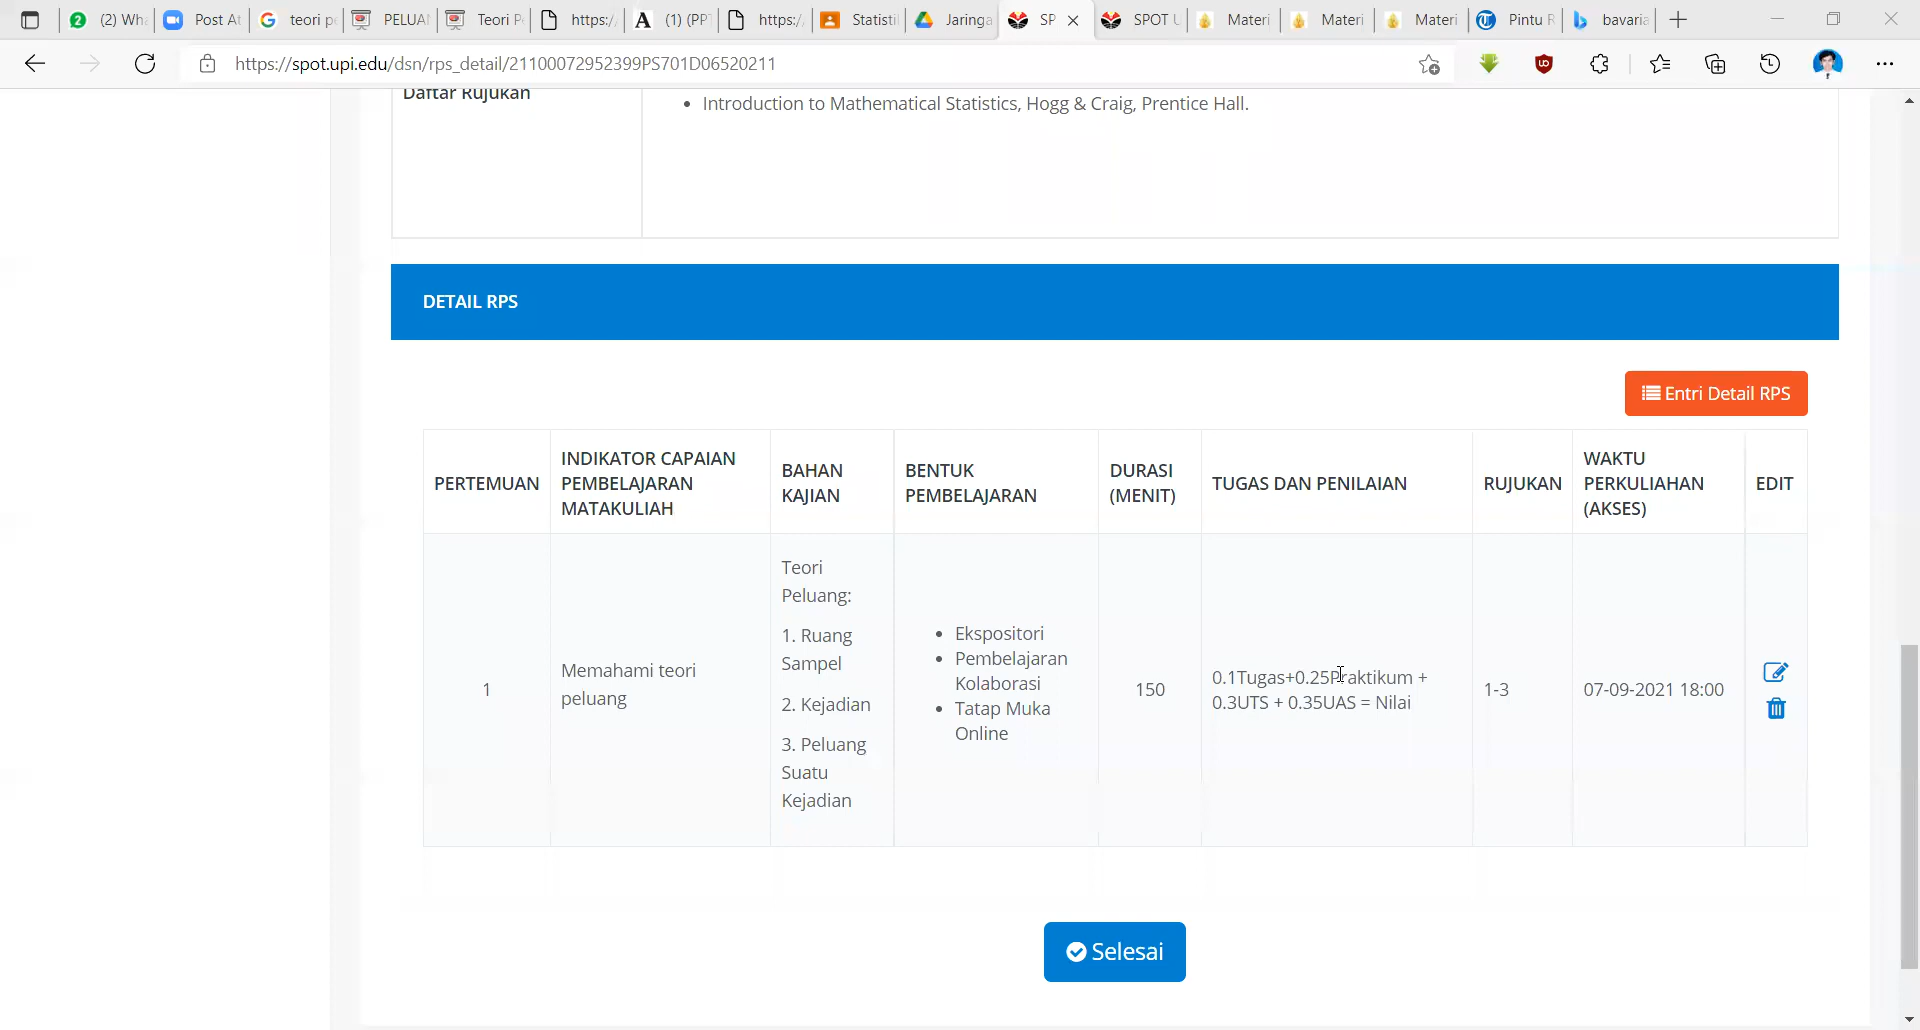 (2) Wh
Post At
teori p
PELUA
Teori P
https:/
(1) (PP
https:/
Statisti
Jaringa
SP
SPOT U
Materi
Materi
Materi
Pintu R
bavaria
https://spot.upi.edu/dsn/rps_detail/21100072952399PS701D06520211
Daftar Rujukan
• Introduction to Mathematical Statistics, Hogg & Craig, Prentice Hall.
DETAIL RPS
Entri Detail RPS
PERTEMUAN
INDIKATOR CAPAIAN
PEMBELAJARAN
MATAKULIAH
BAHAN
KAJIAN
BENTUK
PEMBELAJARAN
DURASI
(MENIT)
TUGAS DAN PENILAIAN
RUJUKAN
WAKTU
PERKULIAHAN
(AKSES)
EDIT
1
Memahami teori
peluang
Teori
Peluang:
1. Ruang
Sampel
2. Kejadian
3. Peluang
Suatu
Kejadian
• Ekspositori
• Pembelajaran
Kolaborasi
• Tatap Muka
Online
150
0.1Tugas+0.25Praktikum +
0.3UTS + 0.35UAS = Nilai
1-3
07-09-2021 18:00
Selesai